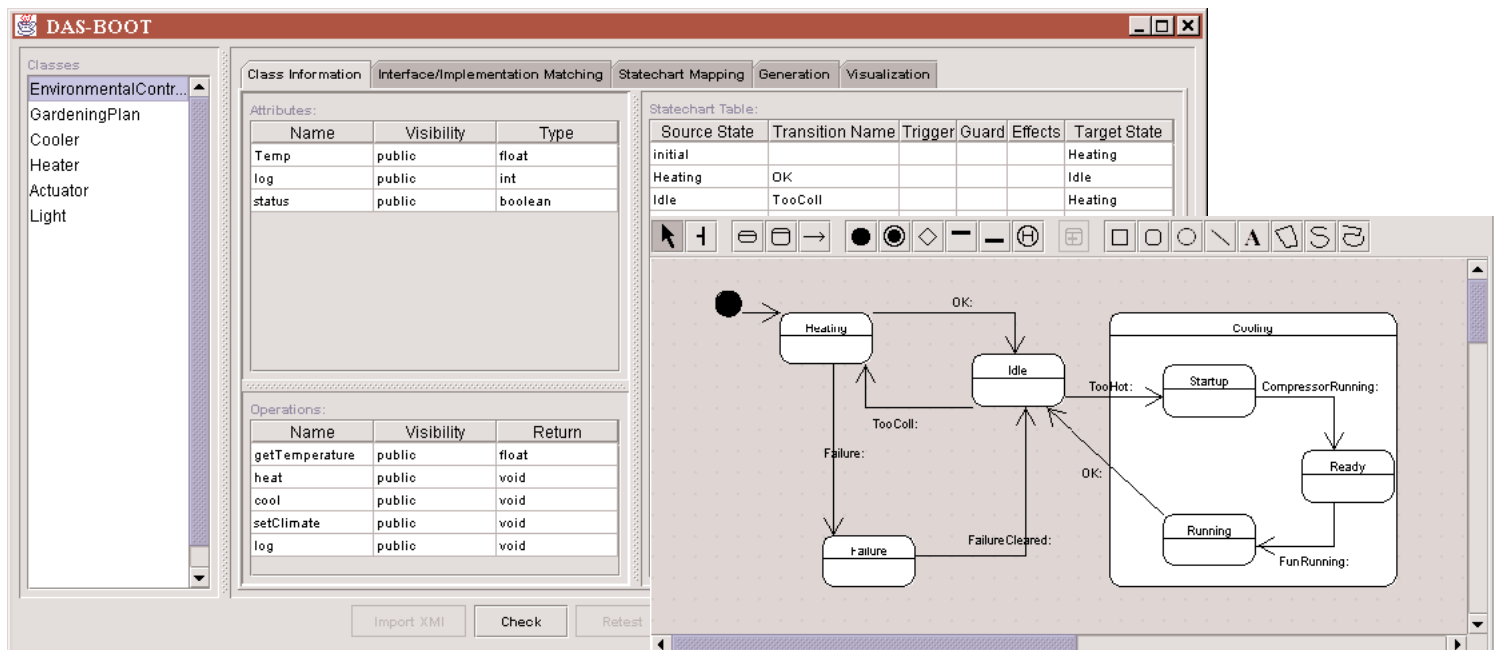 DAS-BOOT
Classes
EnvironmentalContr...
GardeningPlan
Cooler
Heater
Actuator
Light
Class Information Interface/Implementation Matching Statechart Mapping Generation Visualization
Attributes:
Name Visibility Type
Temp public float
log public int
status public boolean
Operations:
Name Visibility Return
getTemperature public float
heat public void
cool public void
setClimate public void
log public void
Statechart Table:
Source State Transition Name Trigger Guard Effects Target State
initial Heating
Heating OK Idle
Idle TooColl Heating
A
H
Heating
OK:
Idle
TooColl:
Failure:
Failure
FailureCleared:
TooHot:
OK:
Cooling
Startup
CompressorRunning:
Ready
Running
FunRunning:
Import XMI Check Retest